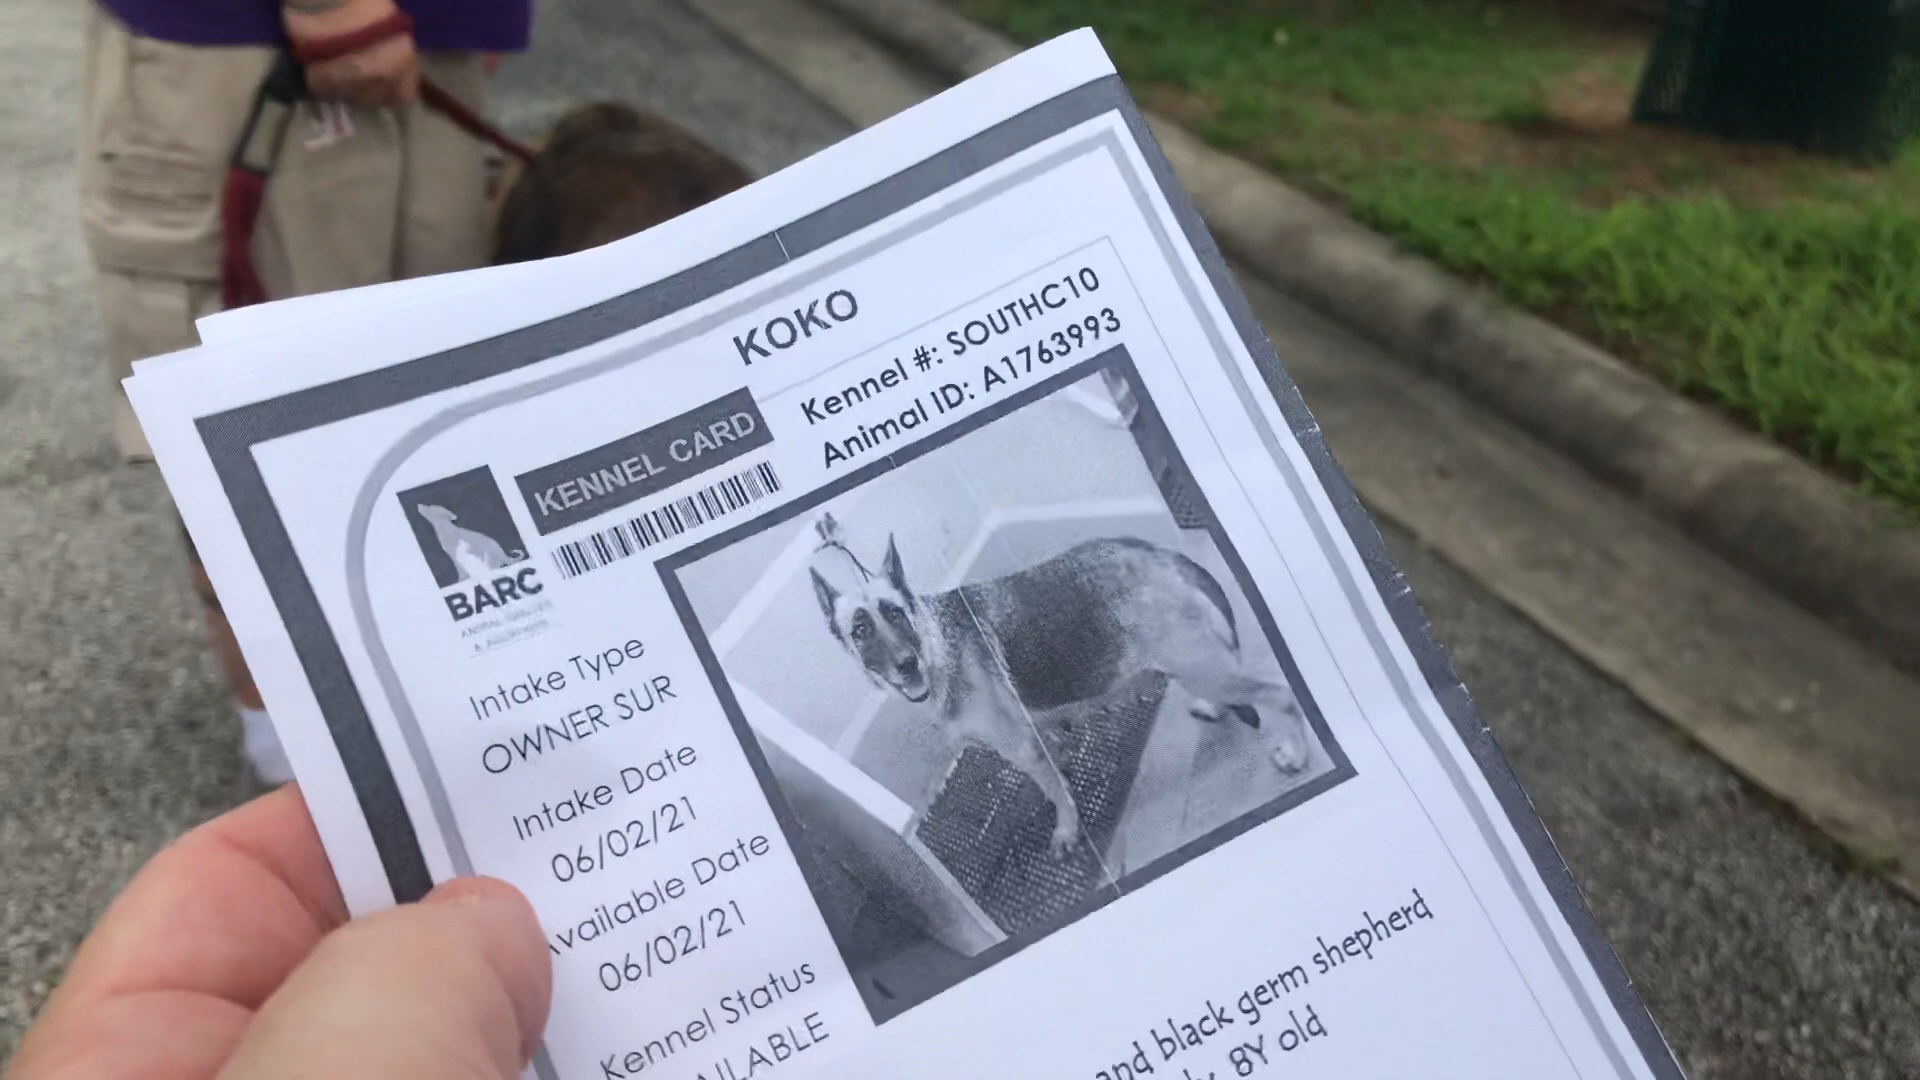 KOKO
Kennel #: SOUTHC10
Animal ID: A1763993
KENNEL CARD
BARC
Intake Type
OWNER SUR
Intake Date
06/02/21
Available Date
06/02/21
Kennel Status
AILABLE
and black germ shepherd
8Y old